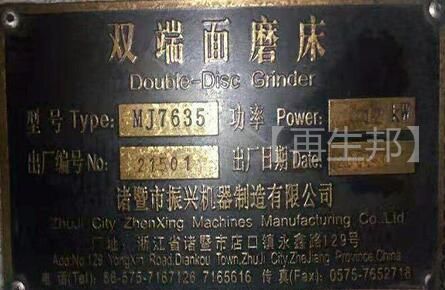 双端面磨床
Double-Disc Grinder
型号 Type: MJ7635 功率 Power: KW
出厂编号 No: 21501 出厂日期 Date:
【再生邦】
诸暨市振兴机器制造有限公司
ZhuJi City ZhenXing Machines Manufacturing Co.,Ltd
厂址: 浙江省诸暨市店口镇永鑫路129号
Add:No.129 YongXin Road.Diankou Town.ZhuJi City.ZheJiang Province.China
电话(Tel): 86-575-7167126 7165616 传真(Fax): 0575-7652718